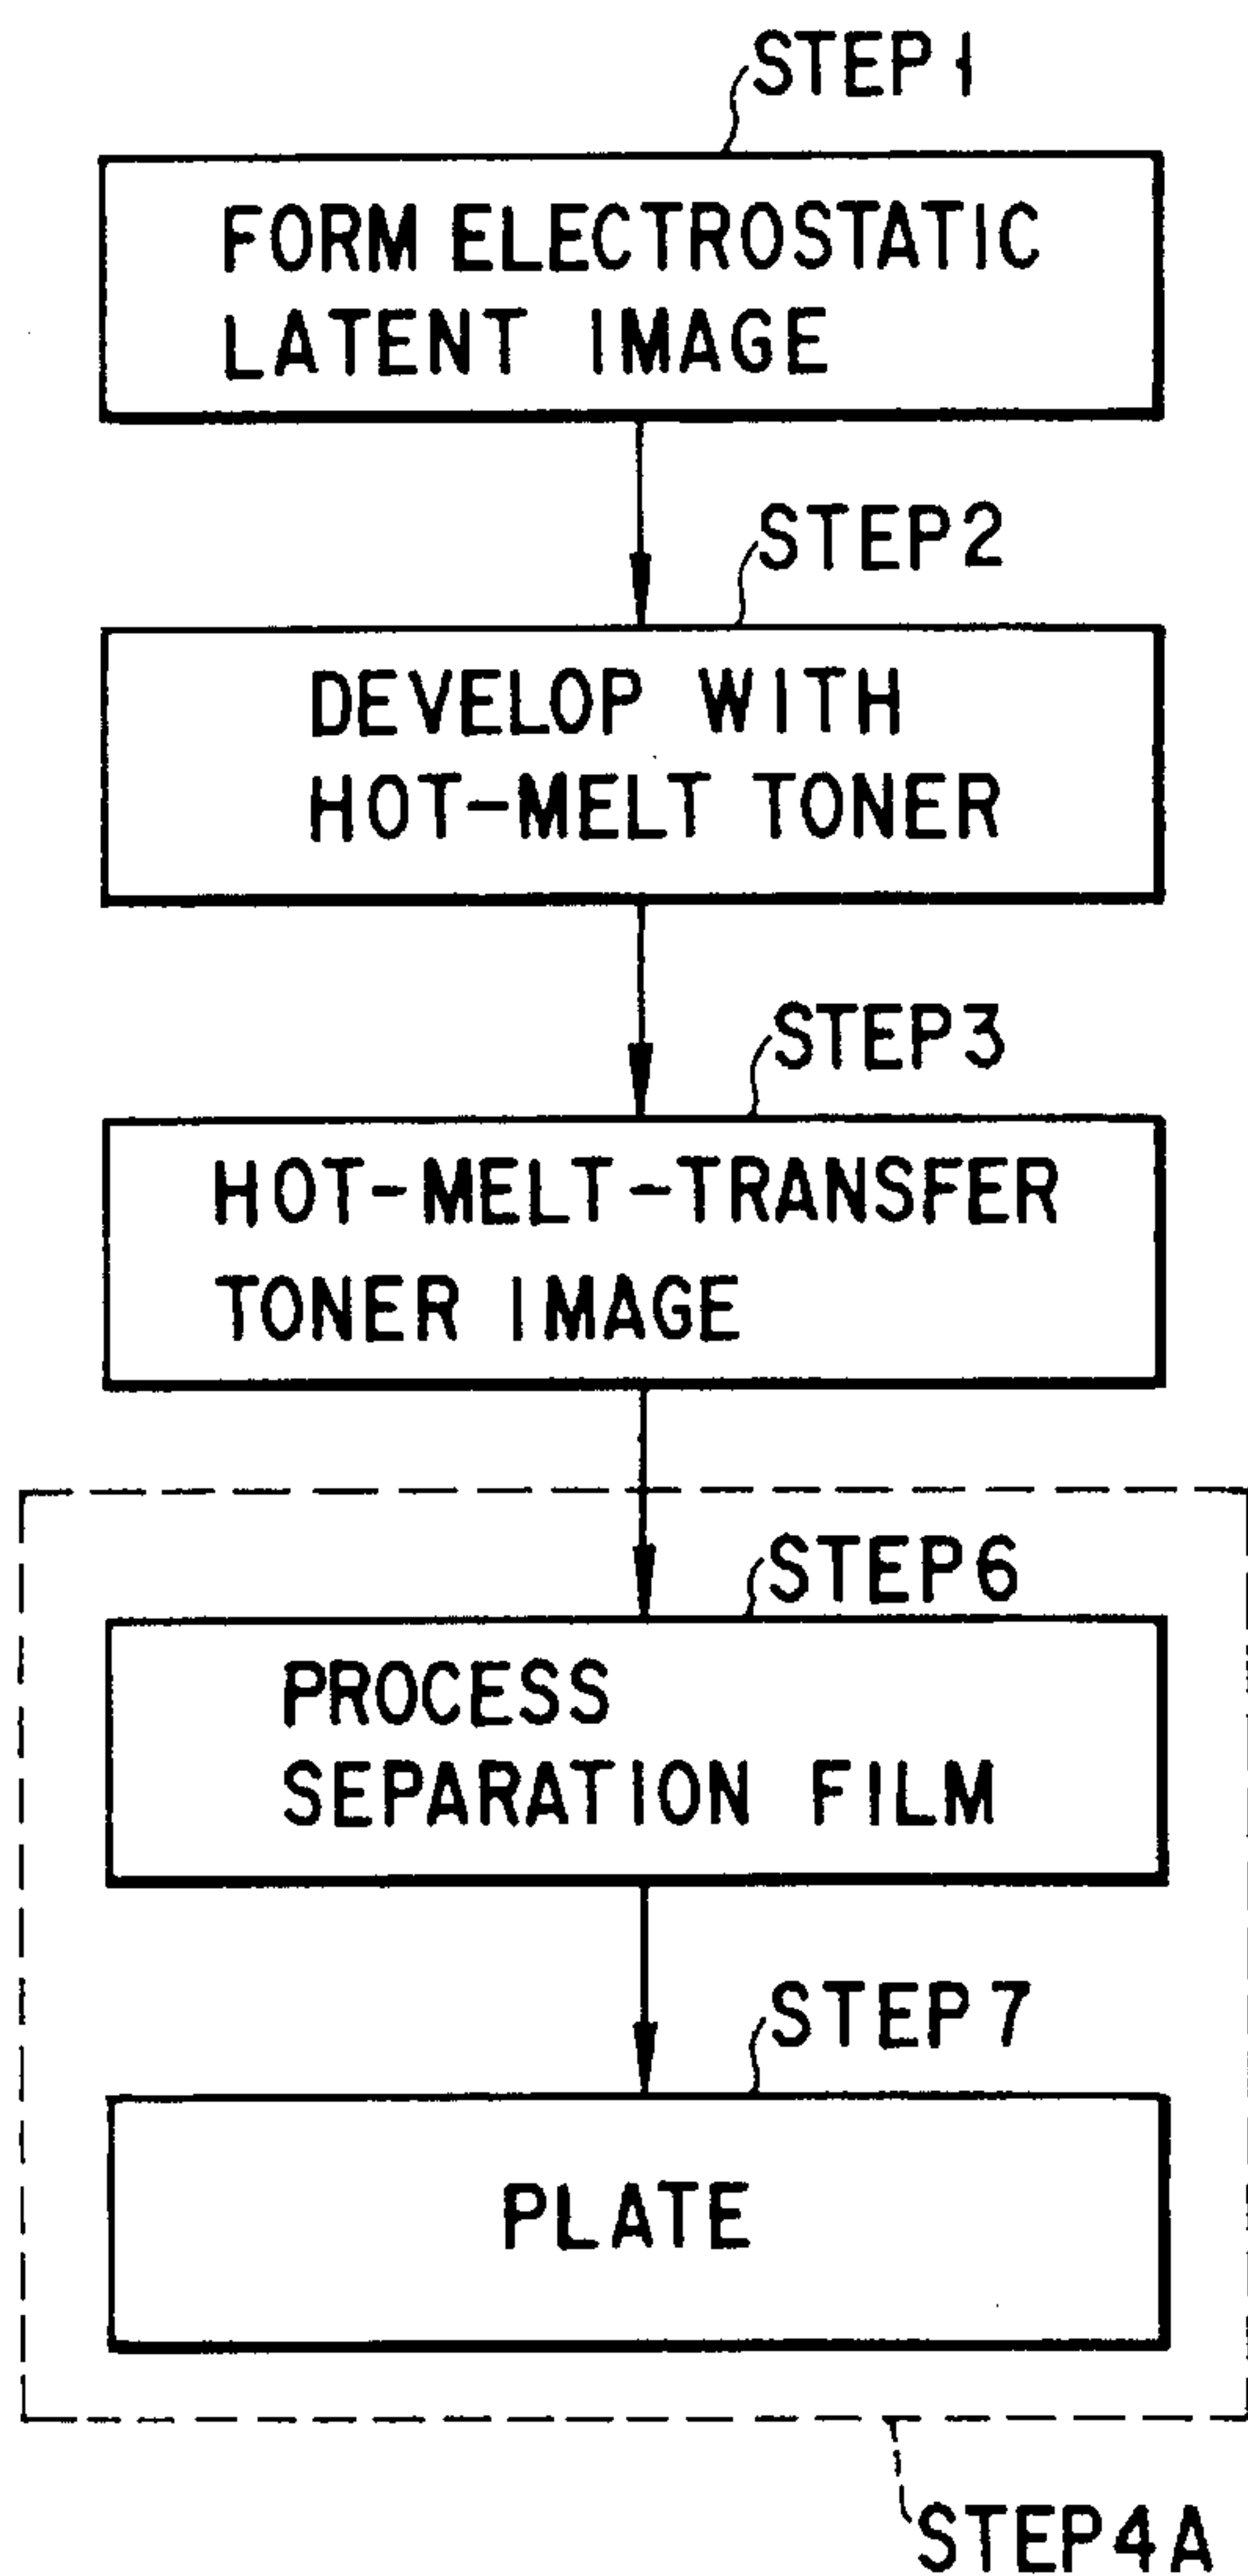 STEP1
FORM ELECTROSTATIC
LATENT IMAGE
STEP2
DEVELOP WITH
HOT-MELT TONER
STEP3
HOT-MELT-TRANSFER
TONER IMAGE
STEP6
PROCESS
SEPARATION FILM
STEP7
PLATE
STEP4A